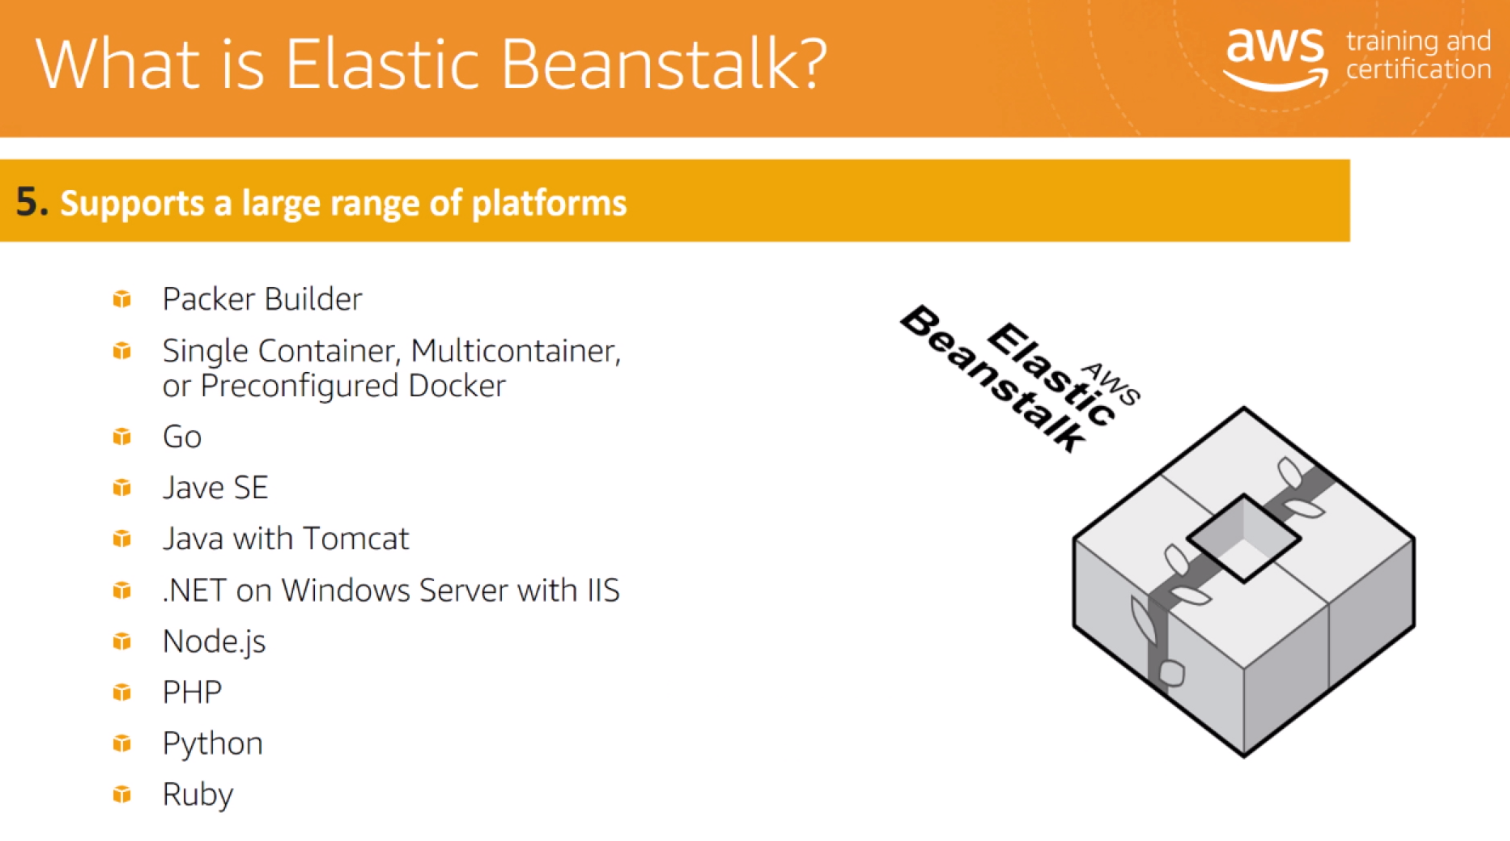 What is Elastic Beanstalk?
aws training and
certification
5. Supports a large range of platforms
Packer Builder
Single Container, Multicontainer,
or Preconfigured Docker
Go
Jave SE
Java with Tomcat
.NET on Windows Server with IIS
Node.js
PHP
Python
Ruby
AWS
Elastic
Beanstalk